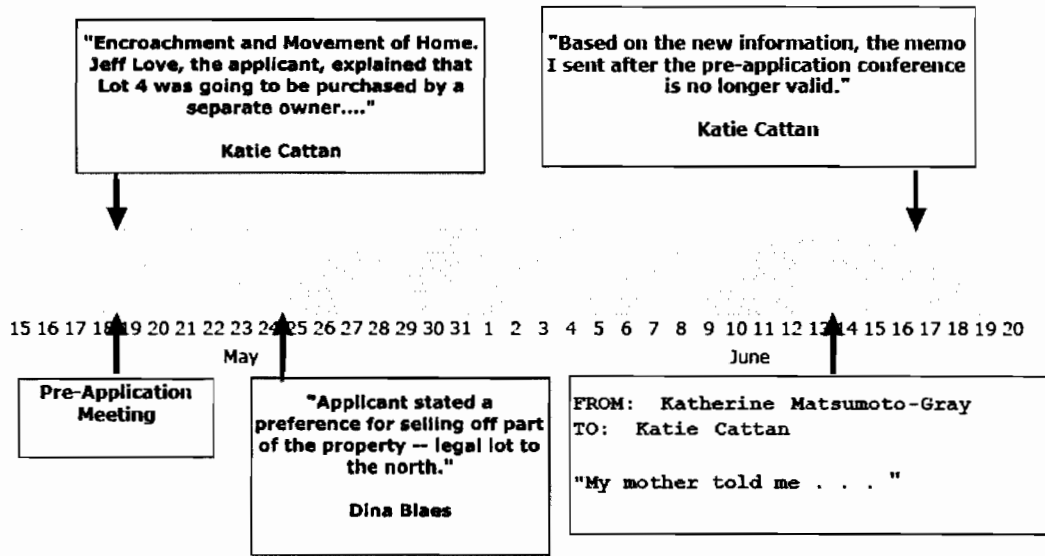 "Encroachment and Movement of Home.
Jeff Love, the applicant, explained that
Lot 4 was going to be purchased by a
separate owner...."
Katie Cattan
"Based on the new information, the memo
I sent after the pre-application conference
is no longer valid."
Katie Cattan
15 16 17 18 19 20 21 22 23 24 25 26 27 28 29 30 31 1 2 3 4 5 6 7 8 9 10 11 12 13 14 15 16 17 18 19 20
May June
Pre-Application
Meeting
"Applicant stated a
preference for selling off part
of the property -- legal lot to
the north."
Dina Blaes
FROM: Katherine Matsumoto-Gray
TO: Katie Cattan
"My mother told me . . . "